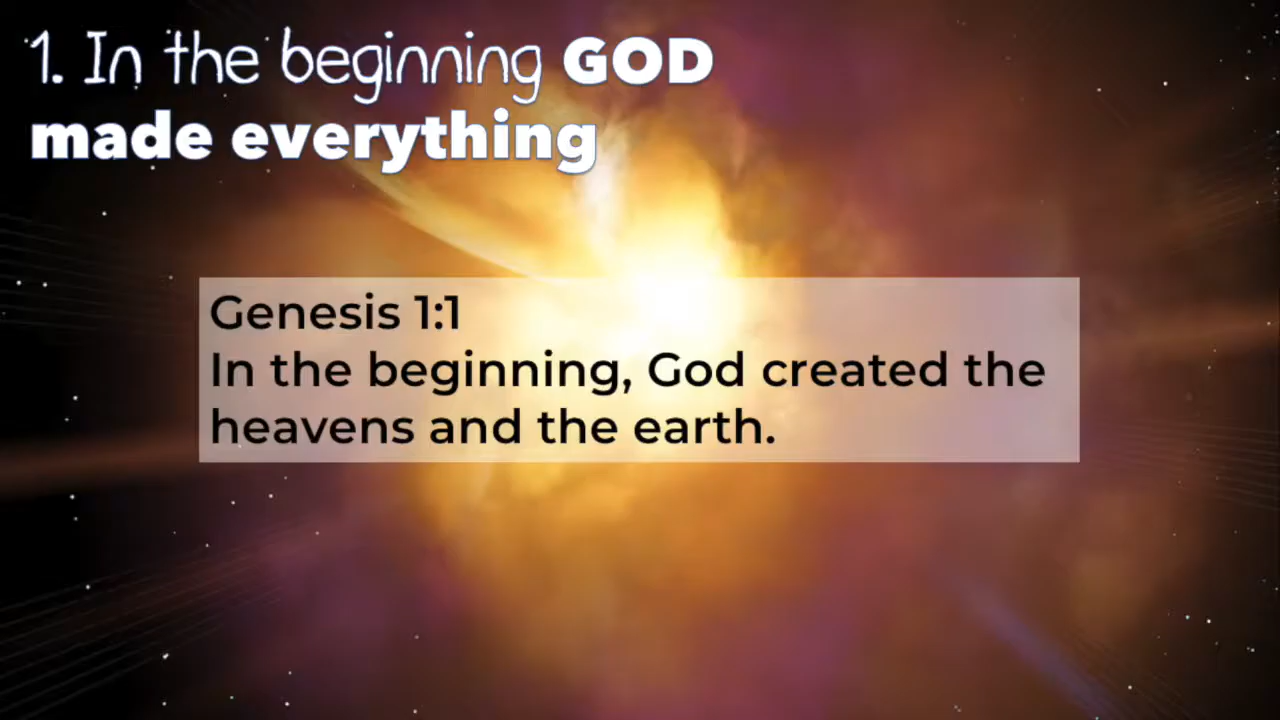 1. In the beginning GOD
made everything
Genesis 1:1
In the beginning, God created the
heavens and the earth.